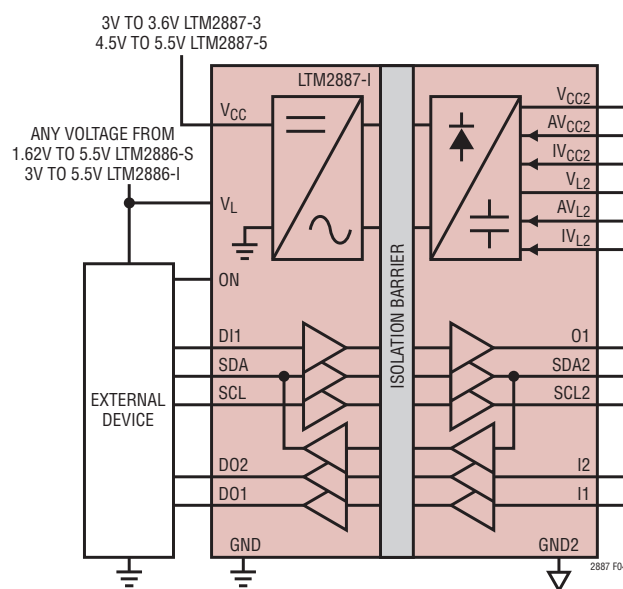 3V TO 3.6V LTM2887-3
4.5V TO 5.5V LTM2887-5
LTM2887-I
VCC
ANY VOLTAGE FROM
1.62V TO 5.5V LTM2886-S
3V TO 5.5V LTM2886-I
VL
ON
DI1
SDA
SCL
EXTERNAL
DEVICE
DO2
DO1
GND
ISOLATION BARRIER
VCC2
AVCC2
IVCC2
VL2
AVL2
IVL2
O1
SDA2
SCL2
I2
I1
GND2